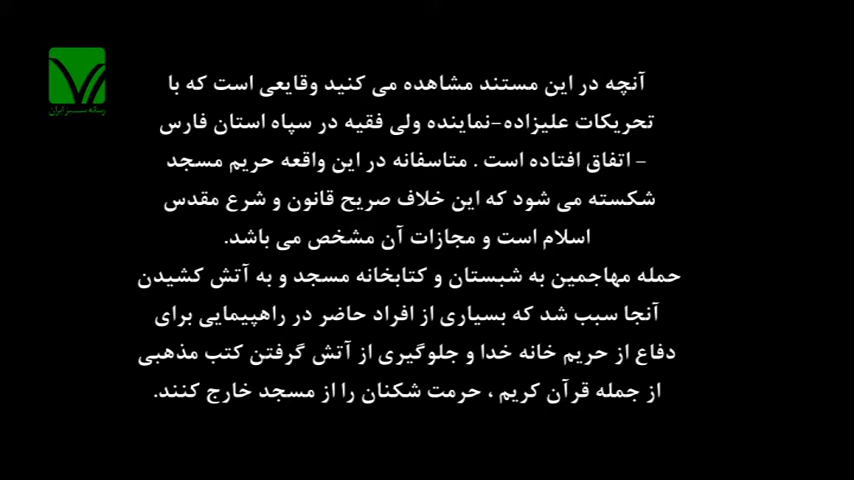 رسانه سبز ایران
آنچه در این مستند مشاهده می کنید وقایعی است که با
تحریکات علیزاده-نماینده ولی فقیه در سپاه استان فارس
- اتفاق افتاده است . متاسفانه در این واقعه حریم مسجد
شکسته می شود که این خلاف صریح قانون و شرع مقدس
اسلام است و مجازات آن مشخص می باشد.
حمله مهاجمین به شبستان و کتابخانه مسجد و به آتش کشیدن
آنجا سبب شد که بسیاری از افراد حاضر در راهپیمایی برای
دفاع از حریم خانه خدا و جلوگیری از آتش گرفتن کتب مذهبی
از جمله قرآن کریم ، حرمت شکنان را از مسجد خارج کنند.